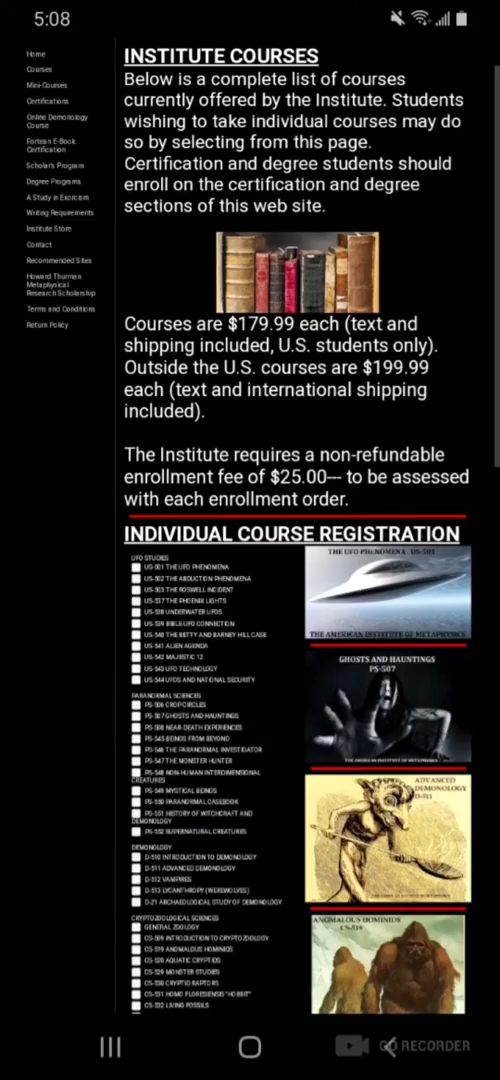 5:08
Home
Courses
Mini-Courses
Certifications
Online Demonology
Course
Fortean E-Book
Certification
Scholar's Program
Degree Programs
A Study in Exorcism
Writing Requirements
Institute Store
Contact
Recommended Sites
Howard Thurman
Metaphysical
Research Scholarship
Terms and Conditions
Return Policy
INSTITUTE COURSES
Below is a complete list of courses
currently offered by the Institute. Students
wishing to take individual courses may do
so by selecting from this page.
Certification and degree students should
enroll on the certification and degree
sections of this web site.
Courses are $179.99 each (text and
shipping included, U.S. students only).
Outside the U.S. courses are $199.99
each (text and international shipping
included).
The Institute requires a non-refundable
enrollment fee of $25.00--- to be assessed
with each enrollment order.
INDIVIDUAL COURSE REGISTRATION
UFO STUDIES
US-501 THE UFO PHENOMENA
US-502 THE ABDUCTION PHENOMENA
US-503 THE ROSWELL INCIDENT
US-537 THE PHOENIX LIGHTS
US-538 UNDERWATER UFOS
US-539 BIBLE-UFO CONNECTION
US-540 THE BETTY AND BARNEY HILL CASE
US-541 ALIEN AGENDA
US-542 MAJESTIC 12
US-543 UFO TECHNOLOGY
US-544 UFOS AND NATIONAL SECURITY
PARANORMAL SCIENCES
PS-506 CROP CIRCLES
PS-507 GHOSTS AND HAUNTINGS
PS-508 NEAR-DEATH EXPERIENCES
PS-545 BEINGS FROM BEYOND
PS-546 THE PARANORMAL INVESTIGATOR
PS-547 THE MONSTER HUNTER
PS-548 NON-HUMAN INTERDIMENSIONAL
CREATURES
PS-549 MYSTICAL BEINGS
PS-550 PARANORMAL CASEBOOK
PS-551 HISTORY OF WITCHCRAFT AND
DEMONOLOGY
PS-552 SUPERNATURAL CREATURES
DEMONOLOGY
D-510 INTRODUCTION TO DEMONOLOGY
D-511 ADVANCED DEMONOLOGY
D-512 VAMPIRES
D-513 LYCANTHROPY (WEREWOLVES)
D-21 ARCHAEOLOGICAL STUDY OF DEMONOLOGY
CRYPTOZOOLOGICAL SCIENCES
GENERAL ZOOLOGY
CS-509 INTRODUCTION TO CRYPTOZOOLOGY
CS-519 ANOMALOUS HOMINIDS
CS-520 AQUATIC CRYPTIDS
CS-529 MONSTER STUDIES
CS-530 CRYPTID RAPTORS
CS-531 HOMO FLORESIENSIS "HOBBIT"
CS-532 LIVING FOSSILS
THE UFO PHENOMENA US-501
THE AMERICAN INSTITUTE OF METAPHYSICS
GHOSTS AND HAUNTINGS
PS-507
THE AMERICAN INSTITUTE OF METAPHYSICS
ADVANCED
DEMONOLOGY
D-511
ANOMALOUS HOMINIDS
CS-519
RECORDER